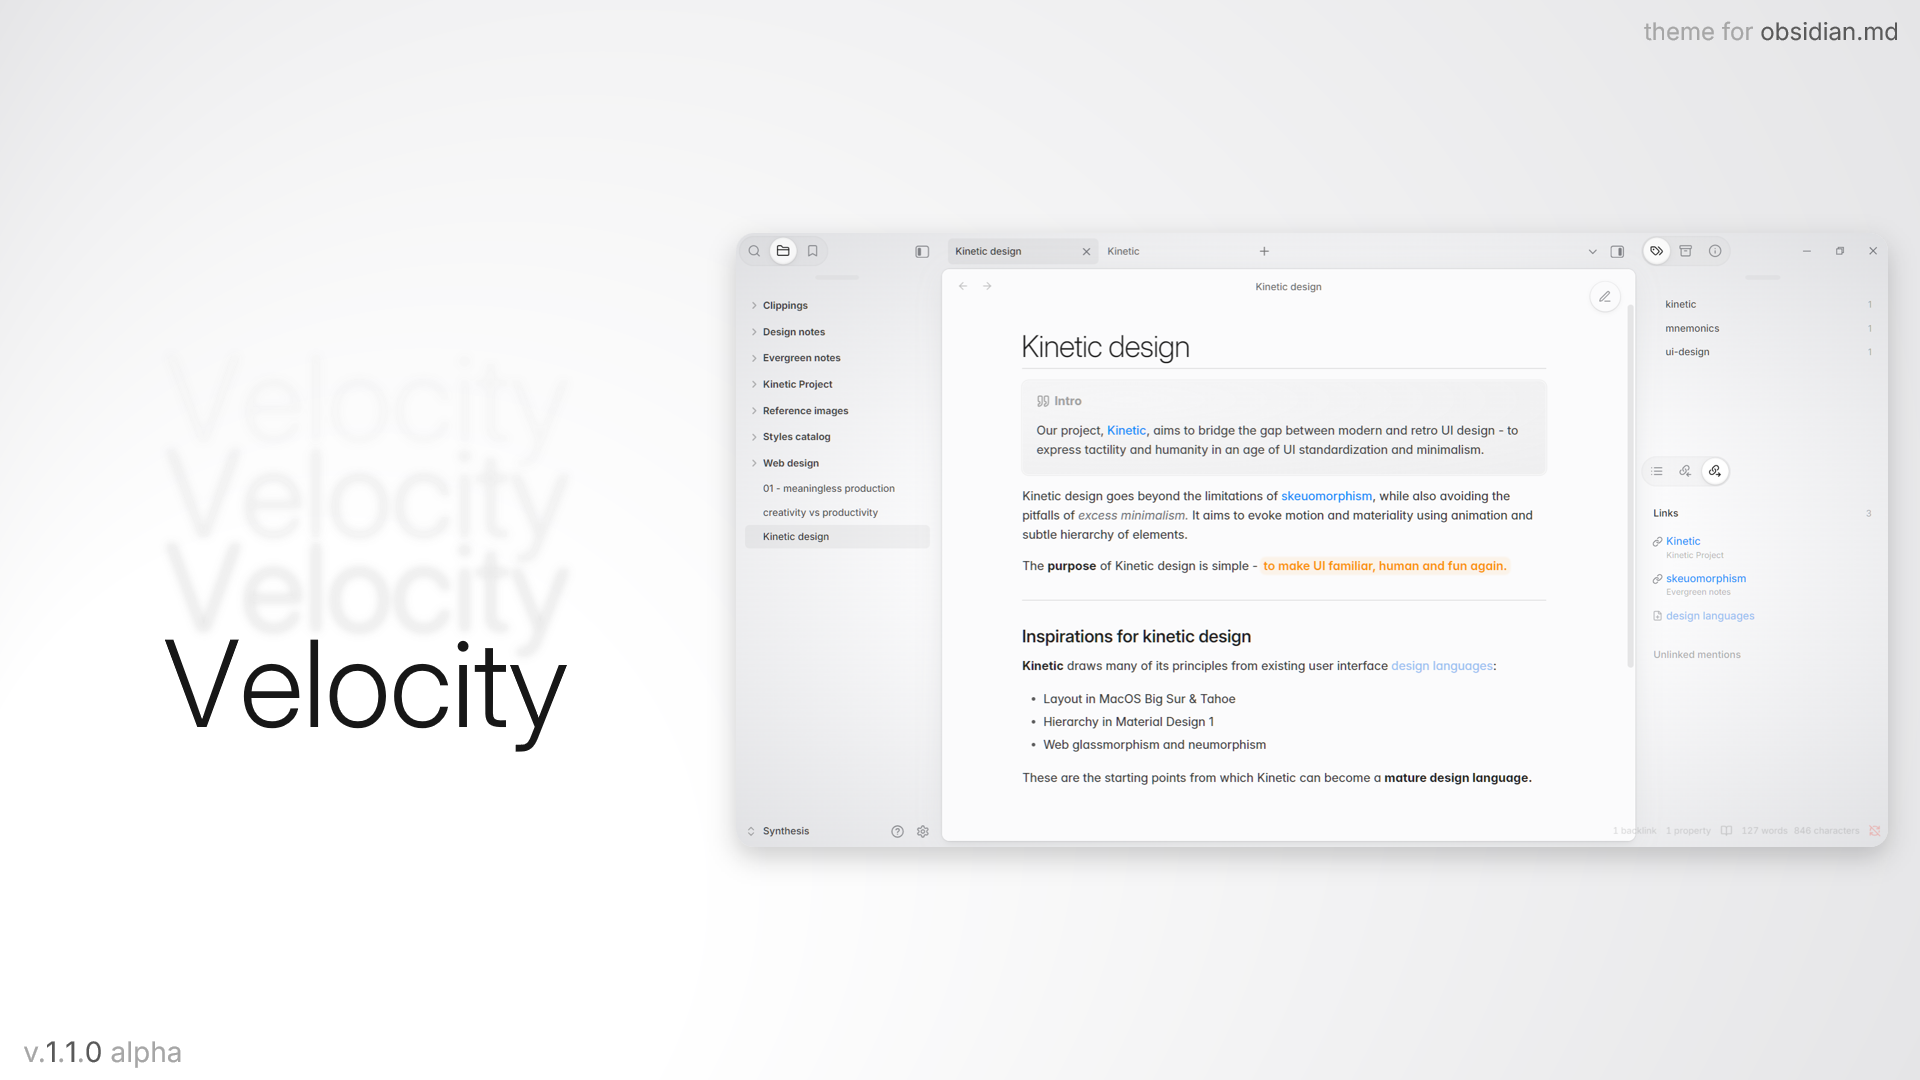 theme for obsidian.md
Velocity
Velocity
Velocity
Velocity
v.1.1.0 alpha
Kinetic design
Kinetic
Clippings
Design notes
Evergreen notes
Kinetic Project
Reference images
Styles catalog
Web design
01 - meaningless production
creativity vs productivity
Kinetic design
Synthesis
Kinetic design
Kinetic design
Intro
Our project, Kinetic, aims to bridge the gap between modern and retro UI design - to
express tactility and humanity in an age of UI standardization and minimalism.
Kinetic design goes beyond the limitations of skeuomorphism, while also avoiding the
pitfalls of excess minimalism. It aims to evoke motion and materiality using animation and
subtle hierarchy of elements.
The purpose of Kinetic design is simple - to make UI familiar, human and fun again.
Inspirations for kinetic design
Kinetic draws many of its principles from existing user interface design languages:
• Layout in MacOS Big Sur & Tahoe
• Hierarchy in Material Design 1
• Web glassmorphism and neumorphism
These are the starting points from which Kinetic can become a mature design language.
kinetic 1
mnemonics 1
ui-design 1
Links 3
Kinetic
Kinetic Project
skeuomorphism
Evergreen notes
design languages
Unlinked mentions
1 backlink 1 property 127 words 846 characters